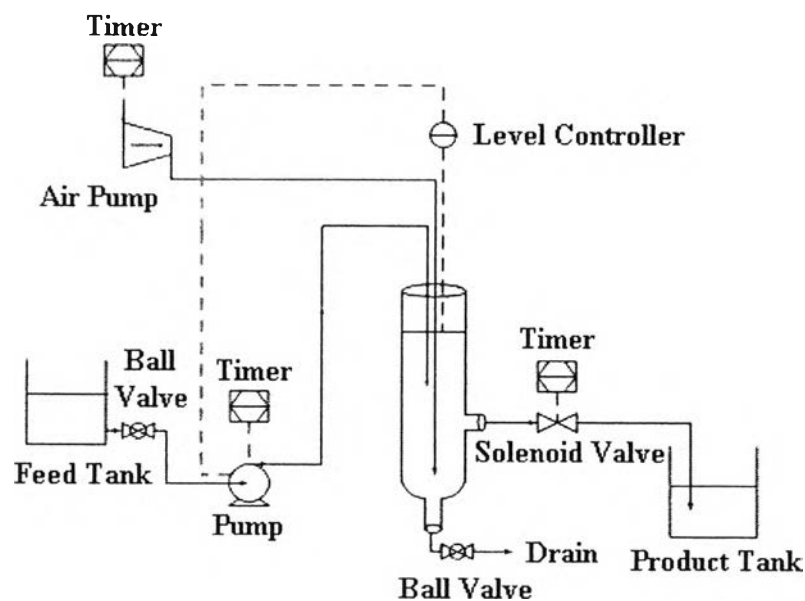 Timer
Level Controller
Air Pump
Ball
Valve
Timer
Timer
Feed Tank
Solenoid Valve
Pump
Drain
Product Tank
Ball Valve